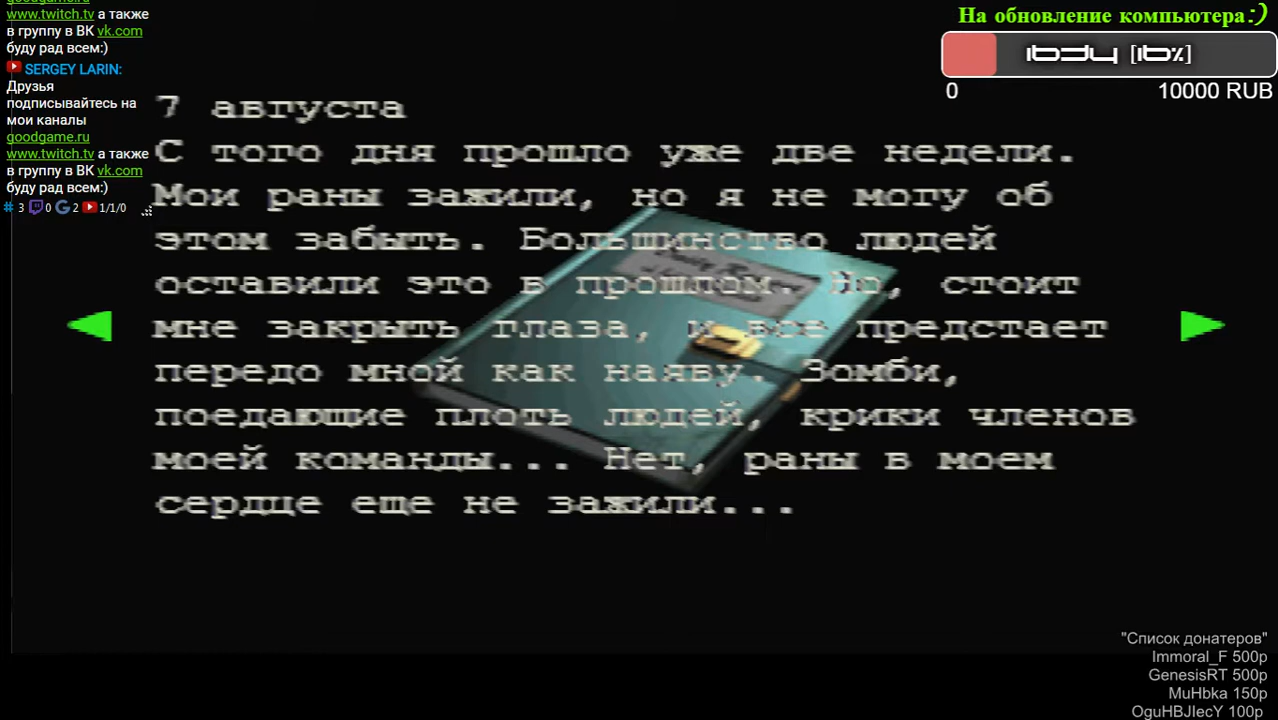 goodgame.ru
www.twitch.tv а также
в группу в ВК vk.com
буду рад всем:)
SERGEY LARIN:
Друзья
подписывайтесь на
мои каналы
goodgame.ru
www.twitch.tv а также
в группу в ВК vk.com
буду рад всем:)
# 3 0 2 1/1/0
На обновление компьютера:)
1634 [16%]
0 10000 RUB
7 августа
С того дня прошло уже две недели.
Мои раны зажили, но я не могу об
этом забыть. Большинство людей
оставили это в прошлом. Но, стоит
мне закрыть глаза, и все предстает
передо мной как наяву. Зомби,
поедающие плоть людей, крики членов
моей команды... Нет, раны в моем
сердце еще не зажили...
"Список донатеров"
Immoral_F 500р
GenesisRT 500р
MuHbka 150р
OguHBJIecY 100р